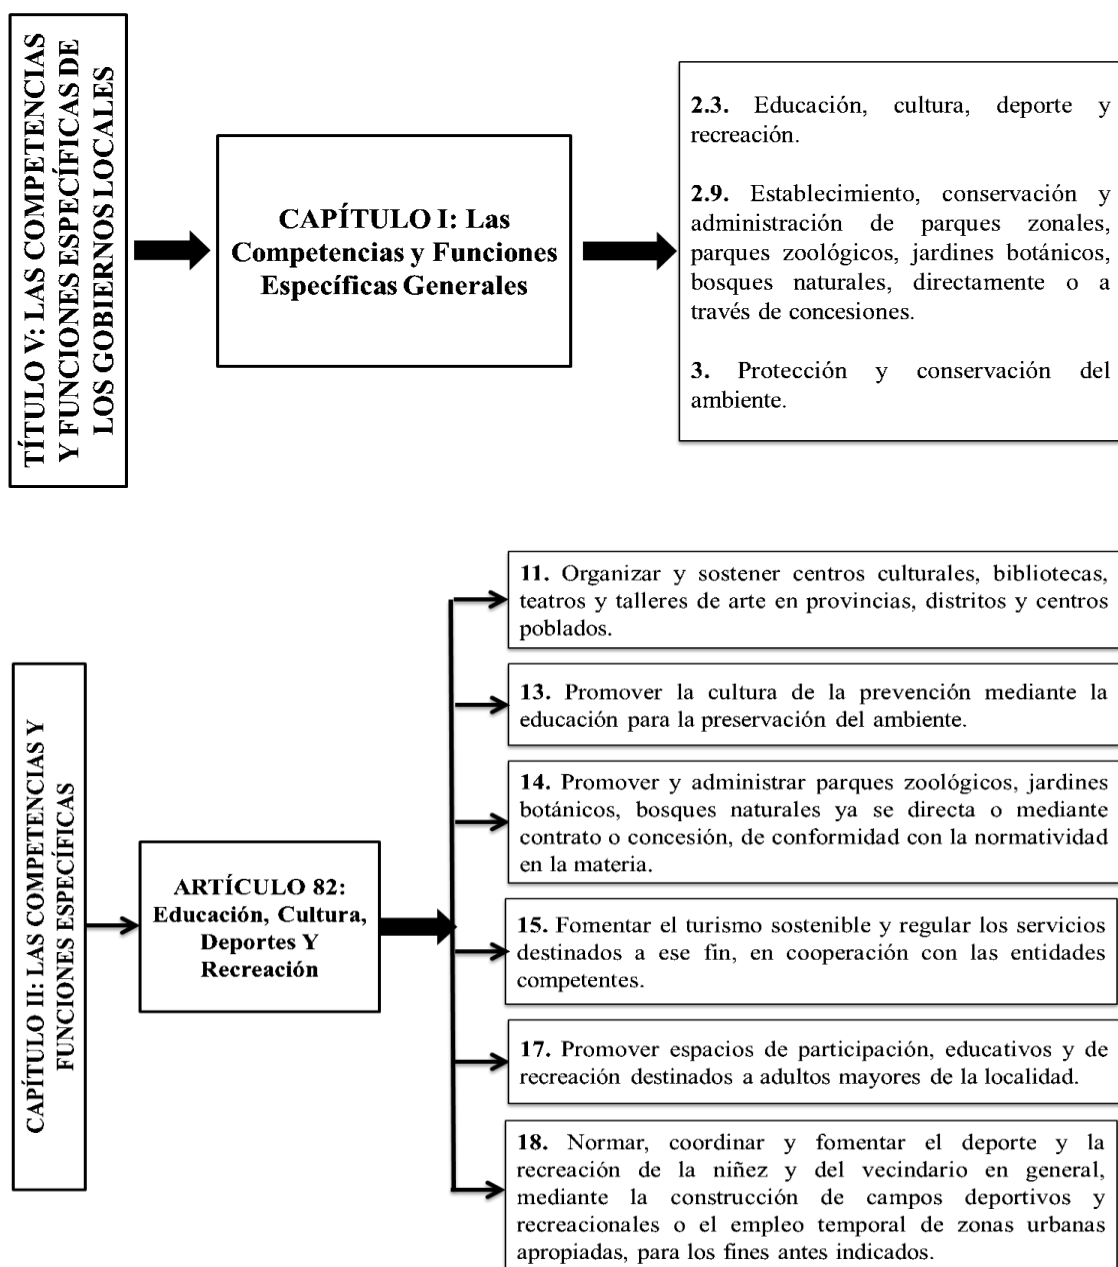 TÍTULO V: LAS COMPETENCIAS
Y FUNCIONES ESPECÍFICAS DE
LOS GOBIERNOS LOCALES
CAPÍTULO I: Las
Competencias y Funciones
Específicas Generales
2.3. Educación, cultura, deporte y
recreación.
2.9. Establecimiento, conservación y
administración de parques zonales,
parques zoológicos, jardines botánicos,
bosques naturales, directamente o a
través de concesiones.
3. Protección y conservación del
ambiente.
CAPÍTULO II: LAS COMPETENCIAS Y
FUNCIONES ESPECÍFICAS
ARTÍCULO 82:
Educación, Cultura,
Deportes Y
Recreación
11. Organizar y sostener centros culturales, bibliotecas,
teatros y talleres de arte en provincias, distritos y centros
poblados.
13. Promover la cultura de la prevención mediante la
educación para la preservación del ambiente.
14. Promover y administrar parques zoológicos, jardines
botánicos, bosques naturales ya se directa o mediante
contrato o concesión, de conformidad con la normatividad
en la materia.
15. Fomentar el turismo sostenible y regular los servicios
destinados a ese fin, en cooperación con las entidades
competentes.
17. Promover espacios de participación, educativos y de
recreación destinados a adultos mayores de la localidad.
18. Normar, coordinar y fomentar el deporte y la
recreación de la niñez y del vecindario en general,
mediante la construcción de campos deportivos y
recreacionales o el empleo temporal de zonas urbanas
apropiadas, para los fines antes indicados.